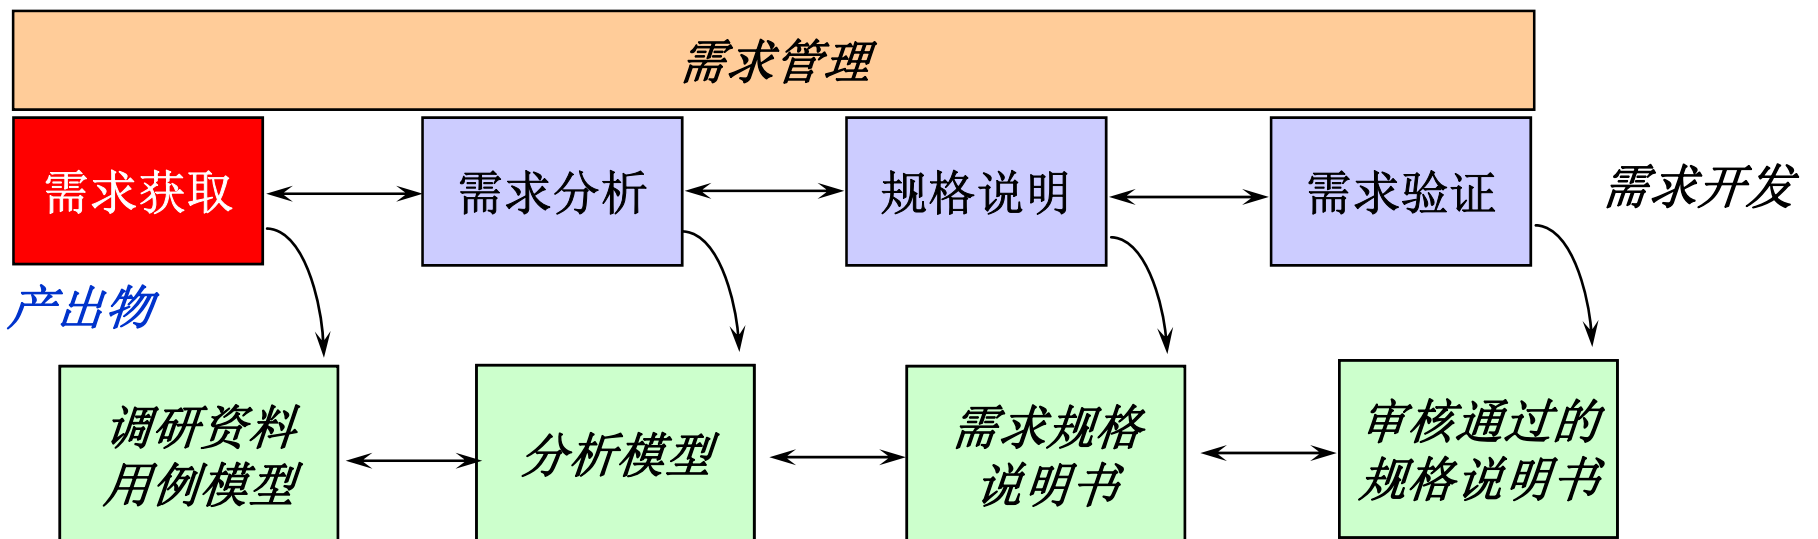 需求管理
需求获取
需求分析
规格说明
需求验证
需求开发
产出物
调研资料
用例模型
分析模型
需求规格
说明书
审核通过的
规格说明书